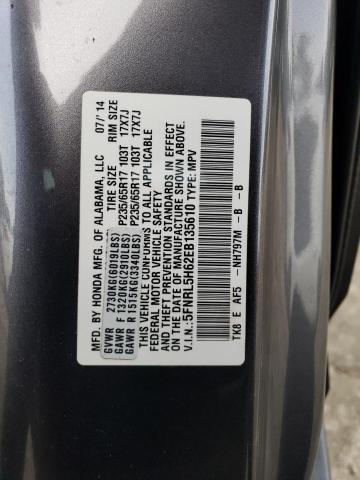 MFD. BY HONDA MFG. OF ALABAMA, LLC 07/'14
TIRE SIZE RIM SIZE
GVWR 2730KG(6019LBS)
GAWR F 1320KG(2910LBS) P235/65R17 103T 17X7J
GAWR R 1515KG(3340LBS) P235/65R17 103T 17X7J
THIS VEHICLE CONFORMS TO ALL APPLICABLE
FEDERAL MOTOR VEHICLE SAFETY
AND THEFT PREVENTION STANDARDS IN EFFECT
ON THE DATE OF MANUFACTURE SHOWN ABOVE.
V.I.N.: 5FNRL5H62EB135610 TYPE: MPV
TK8 E AF5 -NH797M - B - B